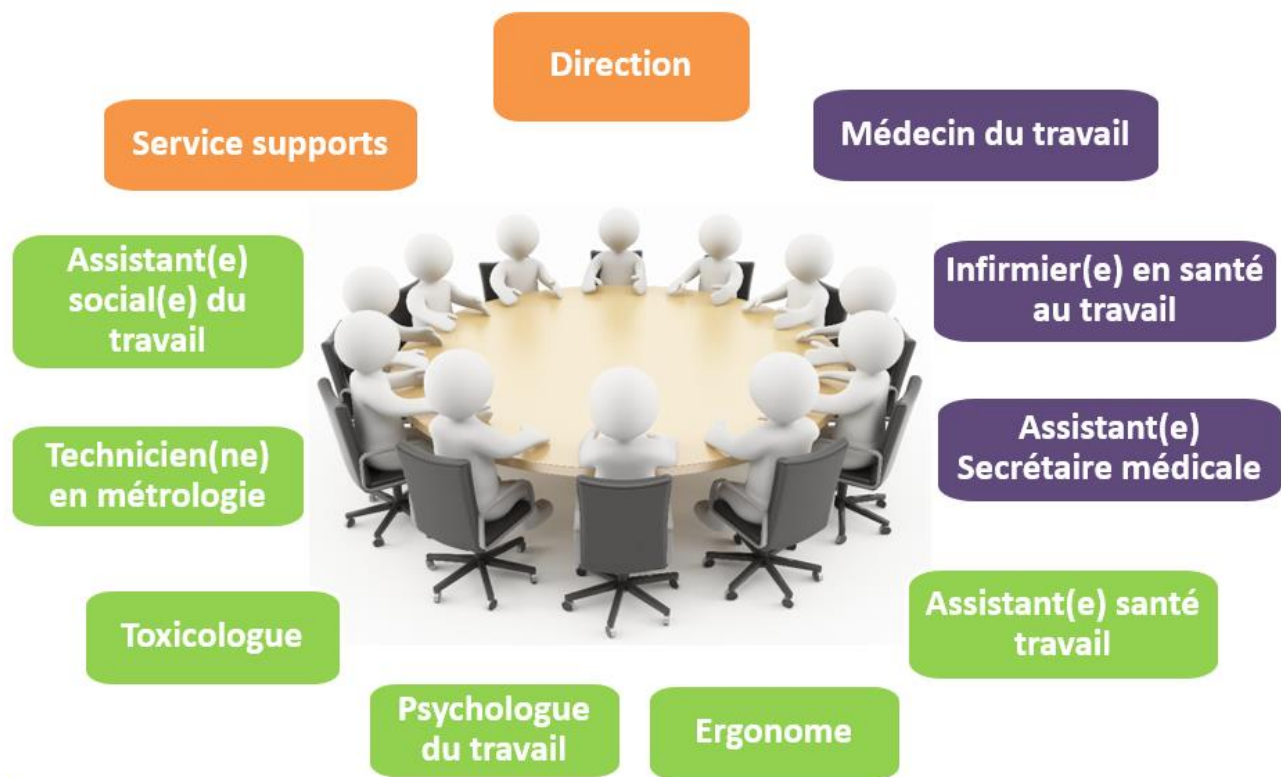 Direction
Service supports
Médecin du travail
Assistant(e)
social(e) du
travail
Infirmier(e) en santé
au travail
Technicien(ne)
en métrologie
Assistant(e)
Secrétaire médicale
Toxicologue
Assistant(e) santé
travail
Psychologue
du travail
Ergonome